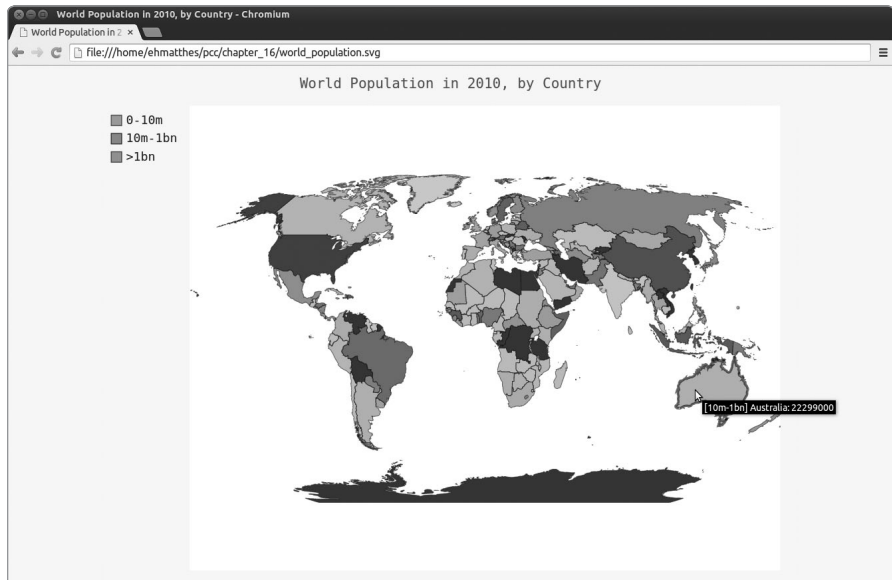 World Population in 2010, by Country - Chromium
World Population in 2
file:///home/ehmatthes/pcc/chapter_16/world_population.svg
World Population in 2010, by Country
0-10m
10m-1bn
>1bn
[10m-1bn] Australia: 22299000